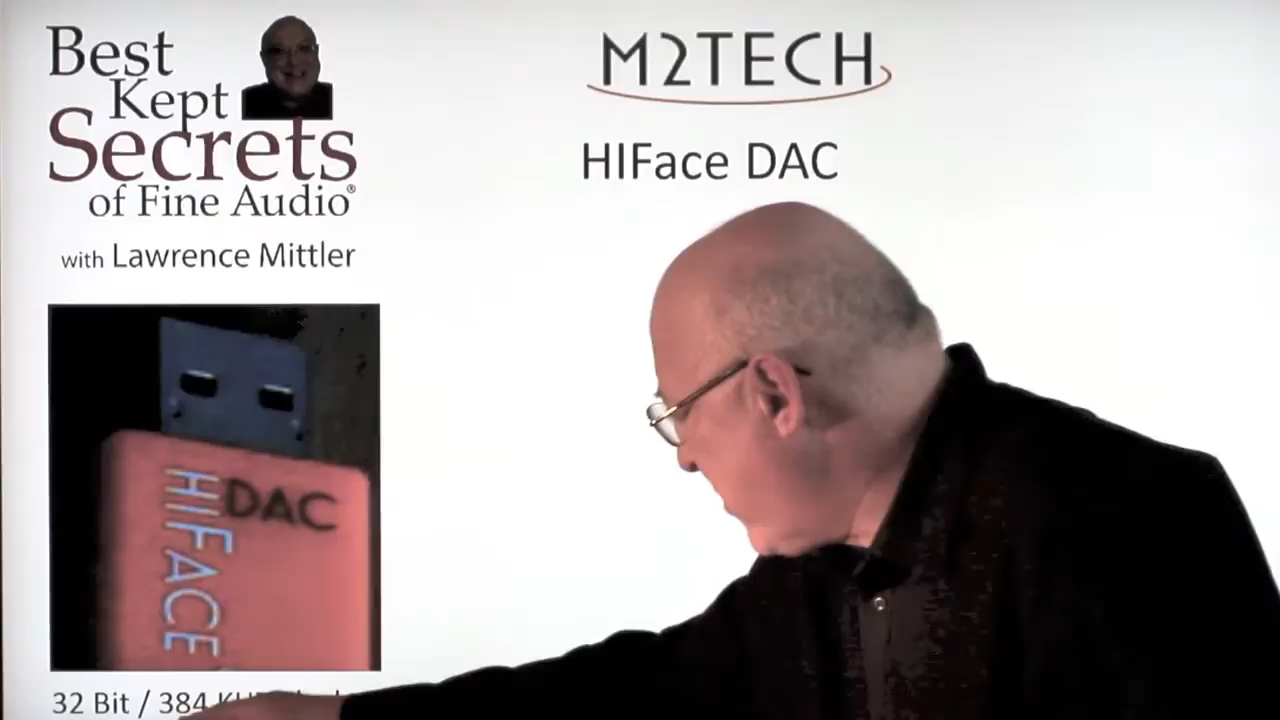 Best
Kept
Secrets
of Fine Audio®
with Lawrence Mittler
M2TECH
HIFace DAC
HIFACE DAC
32 Bit / 384